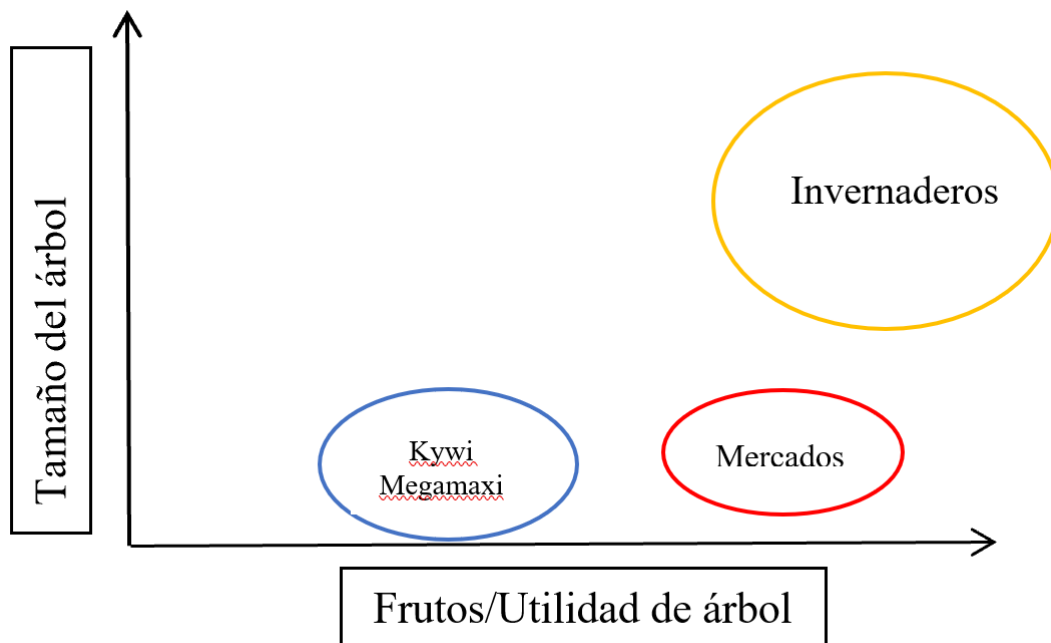 Tamaño del árbol
Invernaderos
Kywi
Megamaxi
Mercados
Frutos/Utilidad de árbol